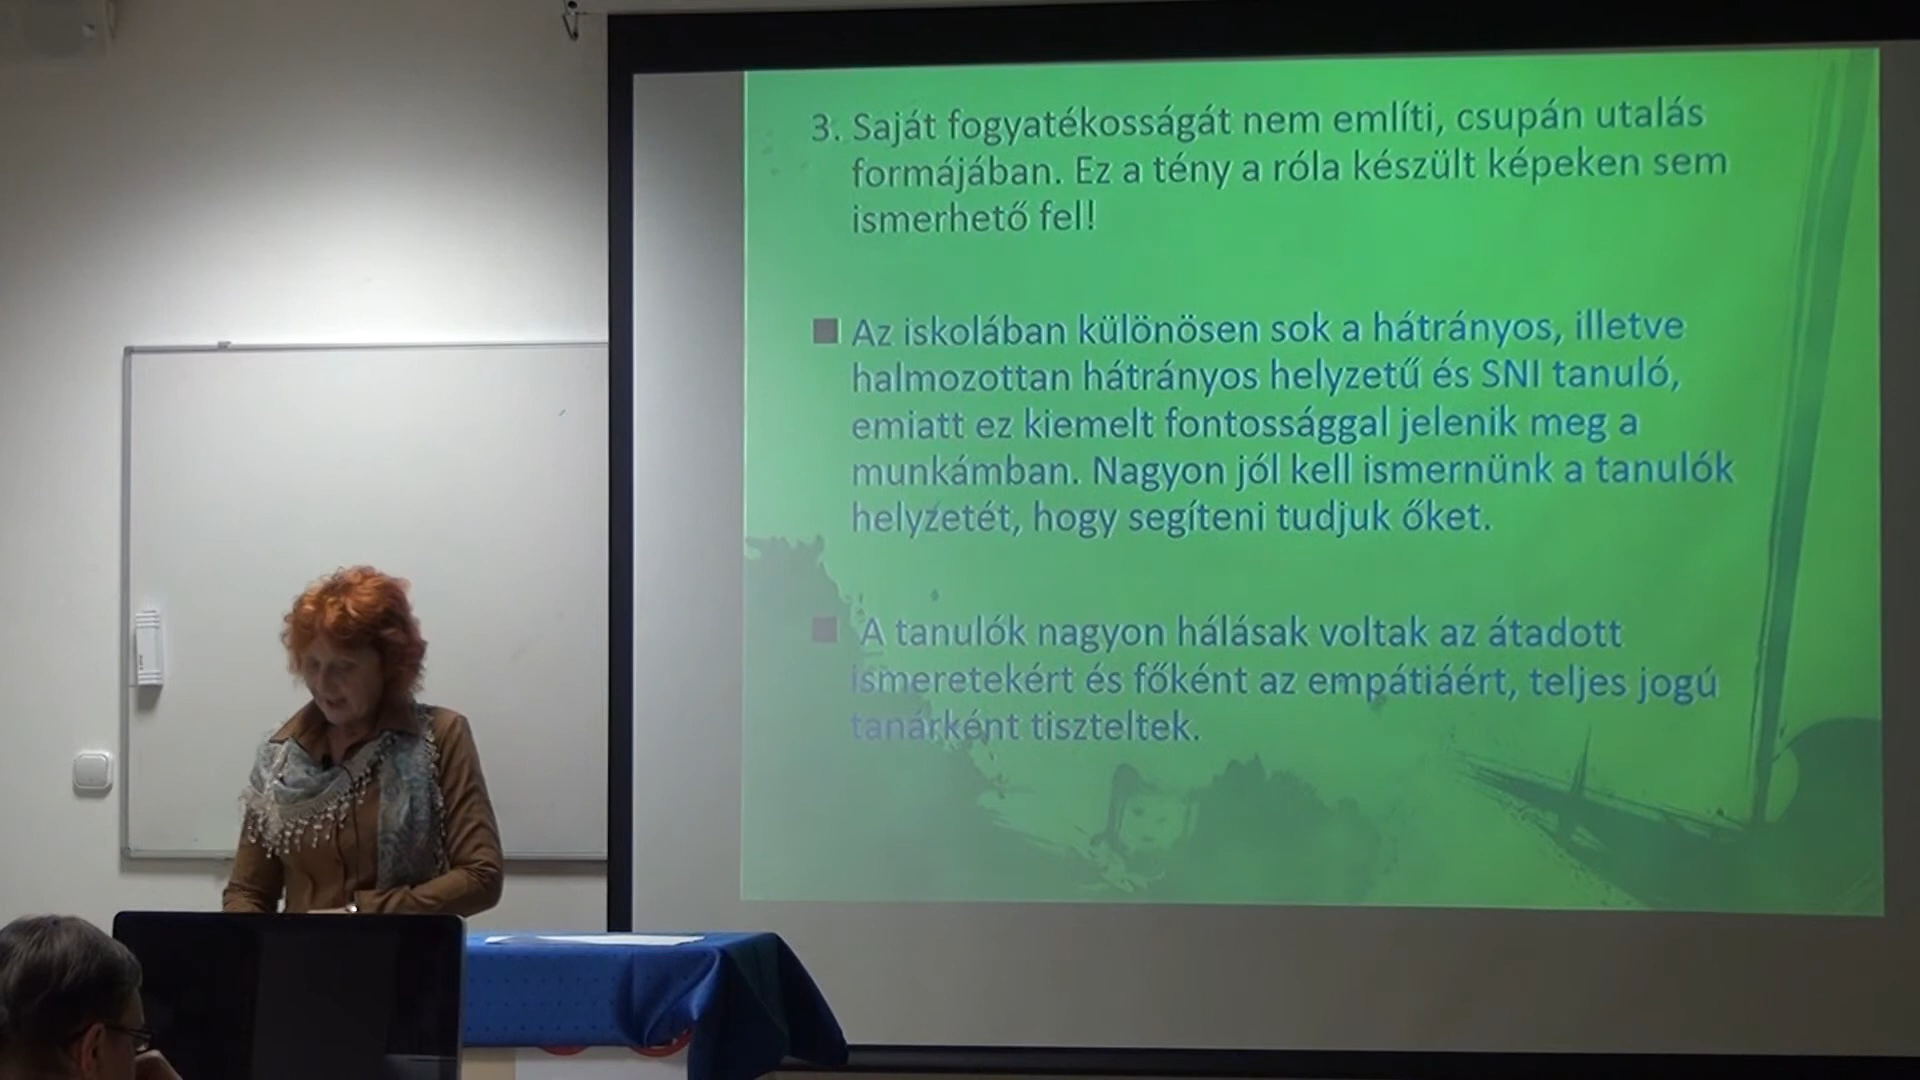 3. Saját fogyatékosságát nem említi, csupán utalás
formájában. Ez a tény a róla készült képeken sem
ismerhető fel!
Az iskolában különösen sok a hátrányos, illetve
halmozottan hátrányos helyzetű és SNI tanuló,
emiatt ez kiemelt fontossággal jelenik meg a
munkámban. Nagyon jól kell ismernünk a tanulók
helyzetét, hogy segíteni tudjuk őket.
A tanulók nagyon hálásak voltak az átadott
ismeretekért és főként az empátiáért, teljes jogú
tanárként tiszteltek.